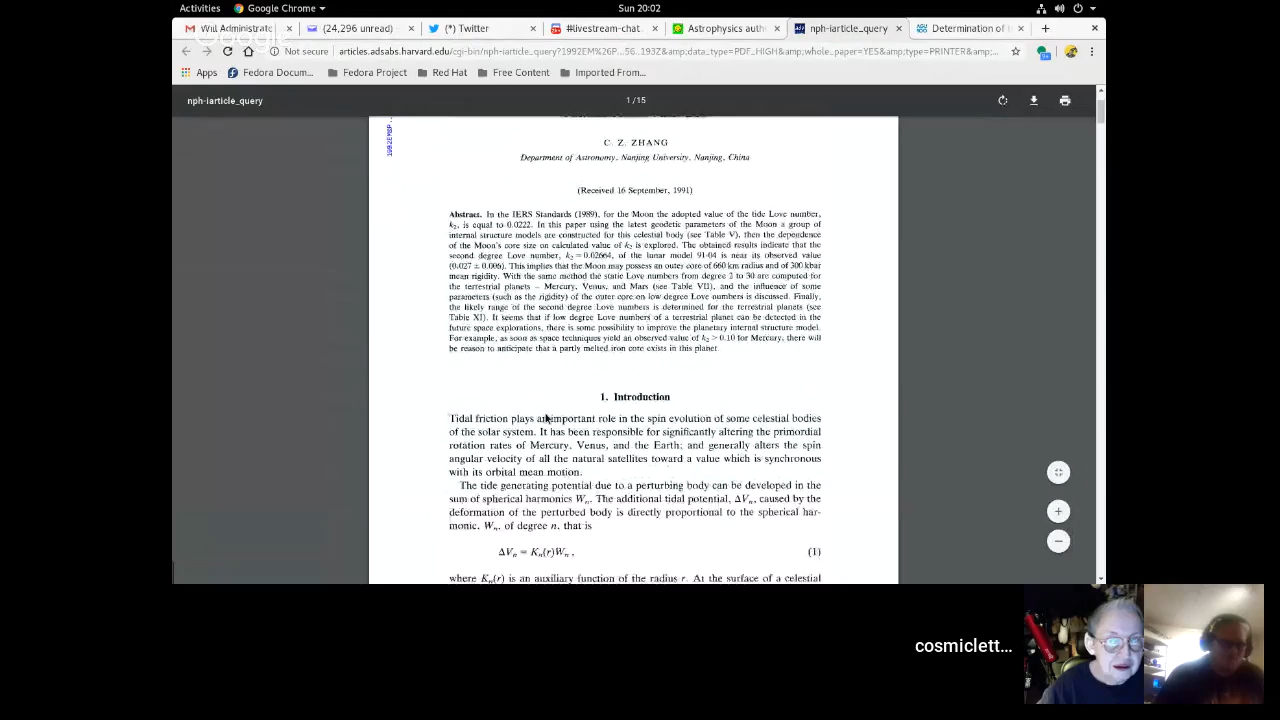 Activities
Google Chrome
Sun 20:02
Wiil Administrate
(24,296 unread) -
(*) Twitter
#livestream-chat
Astrophysics auth
nph-iarticle_query
Determination of t
Google
Not secure | articles.adsabs.harvard.edu/cgi-bin/nph-iarticle_query?1992EM%26P...56..193Z&amp;data_type=PDF_HIGH&amp;whole_paper=YES&amp;type=PRINTER&amp;...
Apps
Fedora Docum...
Fedora Project
Red Hat
Free Content
Imported From...
nph-iarticle_query
1 / 15
1992EM&P..
C. Z. ZHANG
Department of Astronomy, Nanjing University, Nanjing, China
(Received 16 September, 1991)
Abstract. In the IERS Standards (1989), for the Moon the adopted value of the tide Love number,
k2, is equal to 0.0222. In this paper using the latest geodetic parameters of the Moon a group of
internal structure models are constructed for this celestial body (see Table V), then the dependence
of the Moon's core size on calculated value of k2 is explored. The obtained results indicate that the
second degree Love number, k2 = 0.02664, of the lunar model 91-04 is near its observed value
(0.027 ± 0.006). This implies that the Moon may possess an outer core of 660 km radius and of 300 kbar
mean rigidity. With the same method the static Love numbers from degree 2 to 30 are computed for
the terrestrial planets – Mercury, Venus, and Mars (see Table VII), and the influence of some
parameters (such as the rigidity) of the outer core on low degree Love numbers is discussed. Finally,
the likely range of the second degree Love numbers is determined for the terrestrial planets (see
Table XI). It seems that if low degree Love numbers of a terrestrial planet can be detected in the
future space explorations, there is some possibility to improve the planetary internal structure model.
For example, as soon as space techniques yield an observed value of k2 > 0.10 for Mercury, there will
be reason to anticipate that a partly melted iron core exists in this planet.
1. Introduction
Tidal friction plays an important role in the spin evolution of some celestial bodies
of the solar system. It has been responsible for significantly altering the primordial
rotation rates of Mercury, Venus, and the Earth; and generally alters the spin
angular velocity of all the natural satellites toward a value which is synchronous
with its orbital mean motion.
The tide generating potential due to a perturbing body can be developed in the
sum of spherical harmonics Wn. The additional tidal potential, ΔVn, caused by the
deformation of the perturbed body is directly proportional to the spherical har-
monic, Wn, of degree n, that is
ΔVn = Kn(r)Wn , (1)
where Kn(r) is an auxiliary function of the radius r. At the surface of a celestial
cosmiclett...